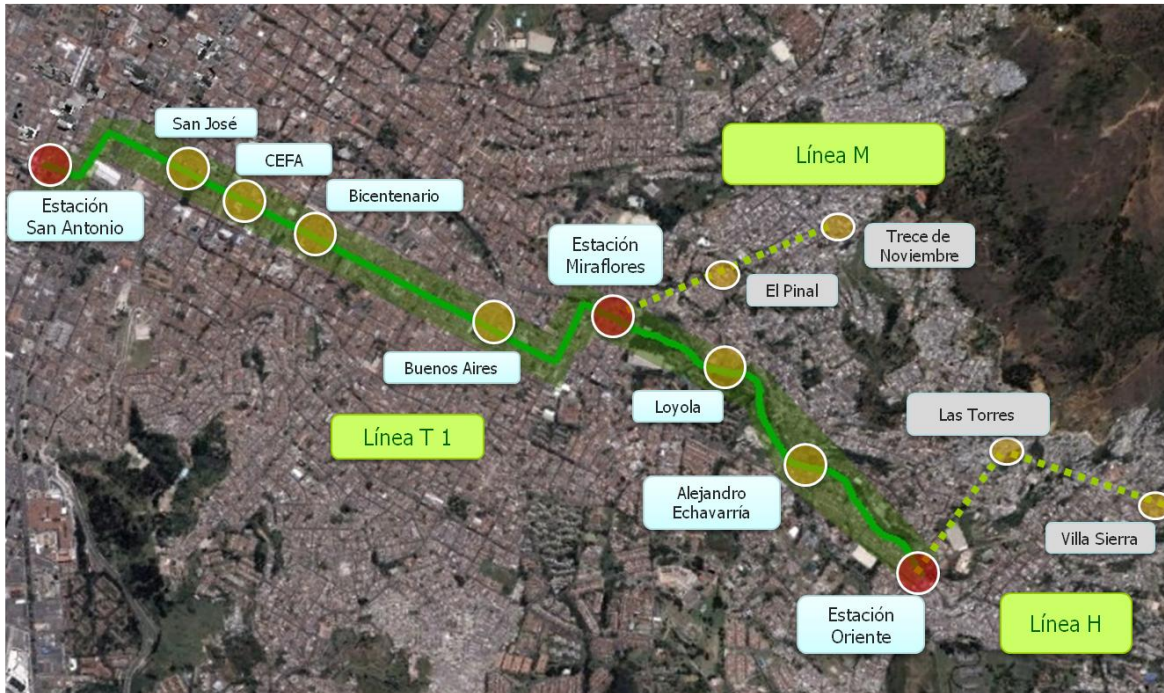 San José
CEFA
Bicentenario
Estación
San Antonio
Línea M
Estación
Miraflores
Trece de
Noviembre
El Pinal
Buenos Aires
Loyola
Línea T 1
Las Torres
Alejandro
Echavarría
Villa Sierra
Estación
Oriente
Línea H